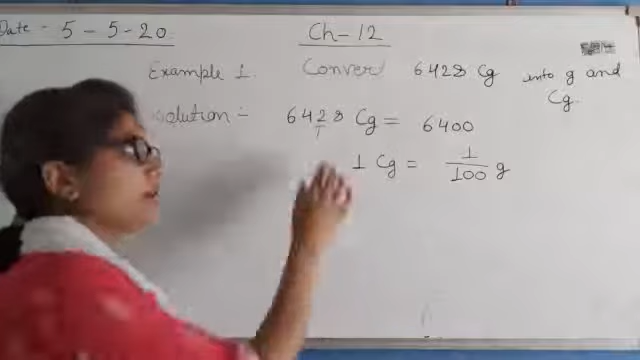 Date - 5 - 5 - 20
Ch-12
Example 1. Conver 6428 Cg into g and Cg.
Solution :- 6428 Cg = 6400
1 Cg = 1/100 g